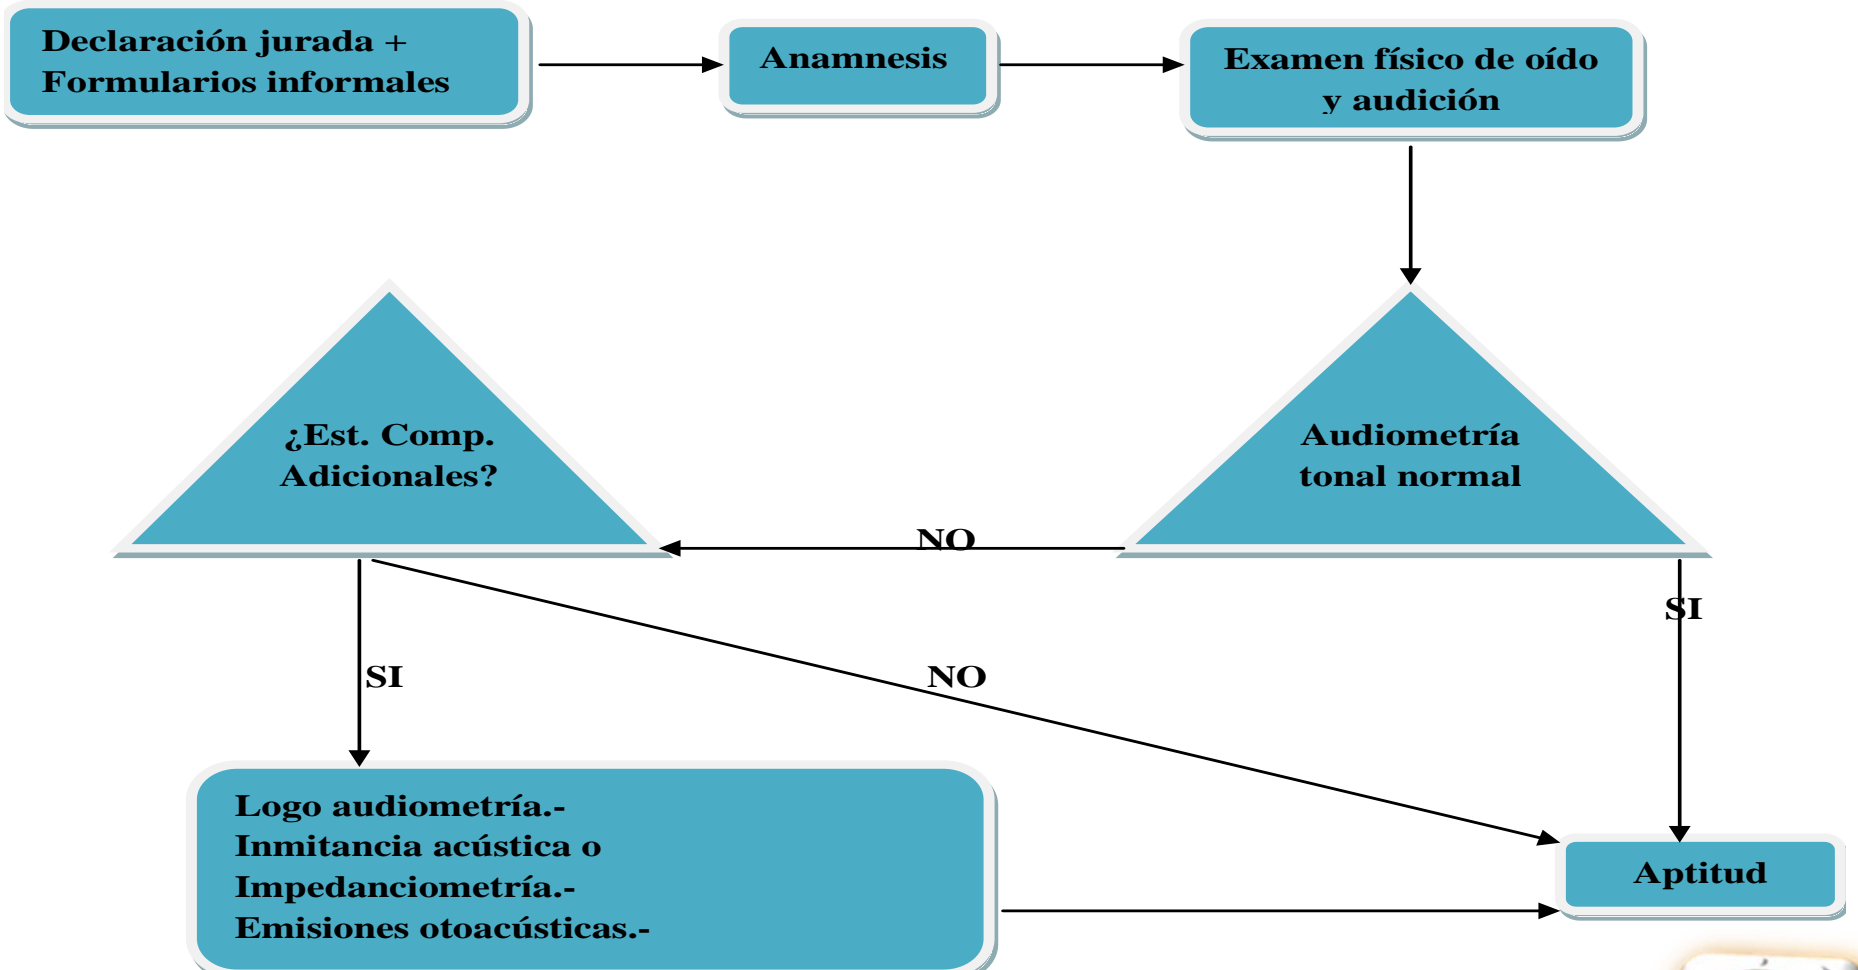 Declaración jurada +
Formularios informales
Anamnesis
Examen físico de oído
y audición
¿Est. Comp.
Adicionales?
Audiometría
tonal normal
NO
SI
SI
NO
Logo audiometría.-
Inmitancia acústica o
Impedanciometría.-
Emisiones otoacústicas.-
Aptitud